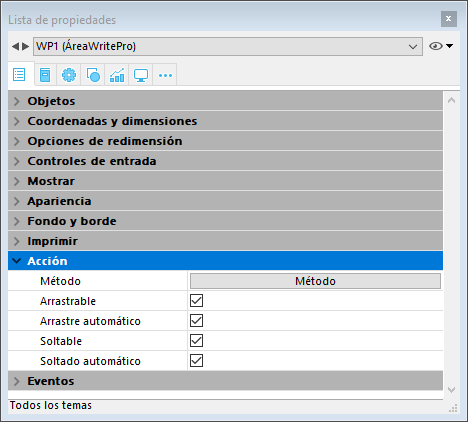 Lista de propiedades
WP1 (ÁreaWritePro)
Objetos
Coordenadas y dimensiones
Opciones de redimensión
Controles de entrada
Mostrar
Apariencia
Fondo y borde
Imprimir
Acción
Método Método
Arrastrable
Arrastre automático
Soltable
Soltado automático
Eventos
Todos los temas